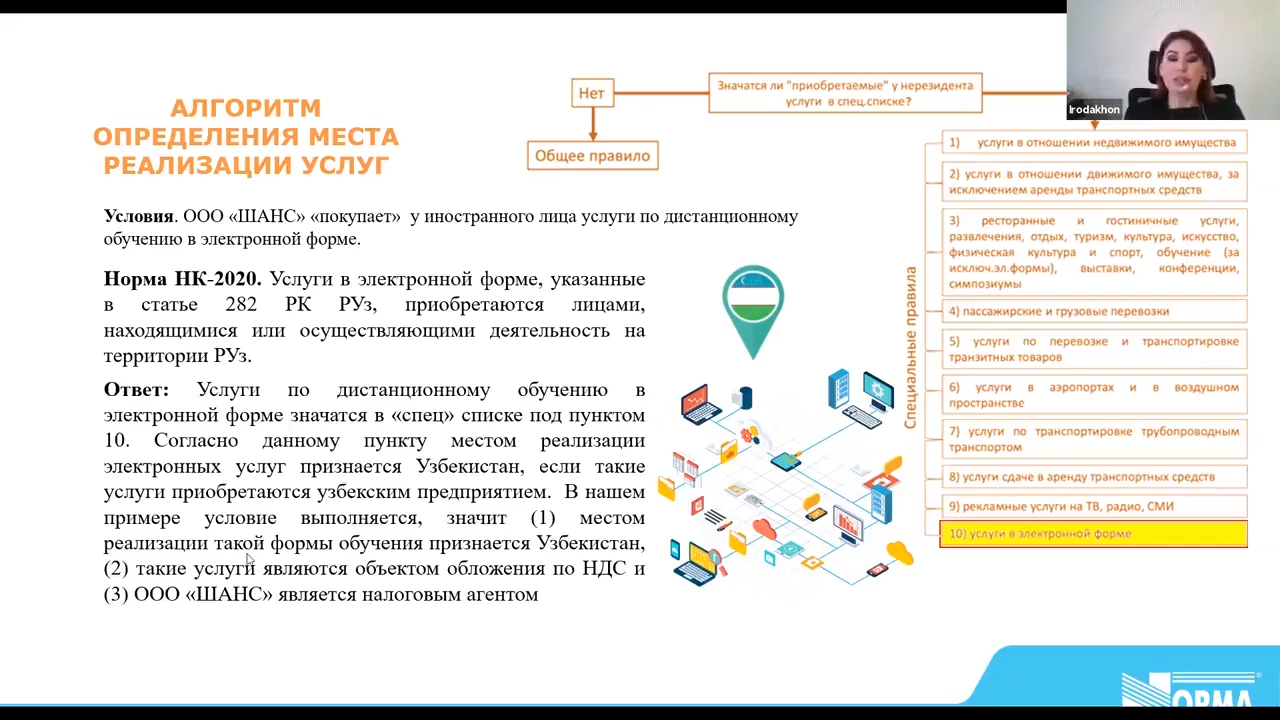 АЛГОРИТМ
ОПРЕДЕЛЕНИЯ МЕСТА
РЕАЛИЗАЦИИ УСЛУГ
Нет
Значатся ли "приобретаемые" у нерезидента
услуги в спец.списке?
Общее правило
Irodakhon
Условия. ООО «ШАНС» «покупает» у иностранного лица услуги по дистанционному
обучению в электронной форме.
Норма НК-2020. Услуги в электронной форме, указанные
в статье 282 РК РУз, приобретаются лицами,
находящимися или осуществляющими деятельность на
территории РУз.
Ответ: Услуги по дистанционному обучению в
электронной форме значатся в «спец» списке под пунктом
10. Согласно данному пункту местом реализации
электронных услуг признается Узбекистан, если такие
услуги приобретаются узбекским предприятием. В нашем
примере условие выполняется, значит (1) местом
реализации такой формы обучения признается Узбекистан,
(2) такие услуги являются объектом обложения по НДС и
(3) ООО «ШАНС» является налоговым агентом
Специальные правила
1) услуги в отношении недвижимого имущества
2) услуги в отношении движимого имущества, за
исключением аренды транспортных средств
3) ресторанные и гостиничные услуги,
развлечения, отдых, туризм, культура, искусство,
физическая культура и спорт, обучение (за
исключ.эл.формы), выставки, конференции,
симпозиумы
4) пассажирские и грузовые перевозки
5) услуги по перевозке и транспортировке
транзитных товаров
6) услуги в аэропортах и в воздушном
пространстве
7) услуги по транспортировке трубопроводным
транспортом
8) услуги сдаче в аренду транспортных средств
9) рекламные услуги на ТВ, радио, СМИ
10) услуги в электронной форме
НОРМА